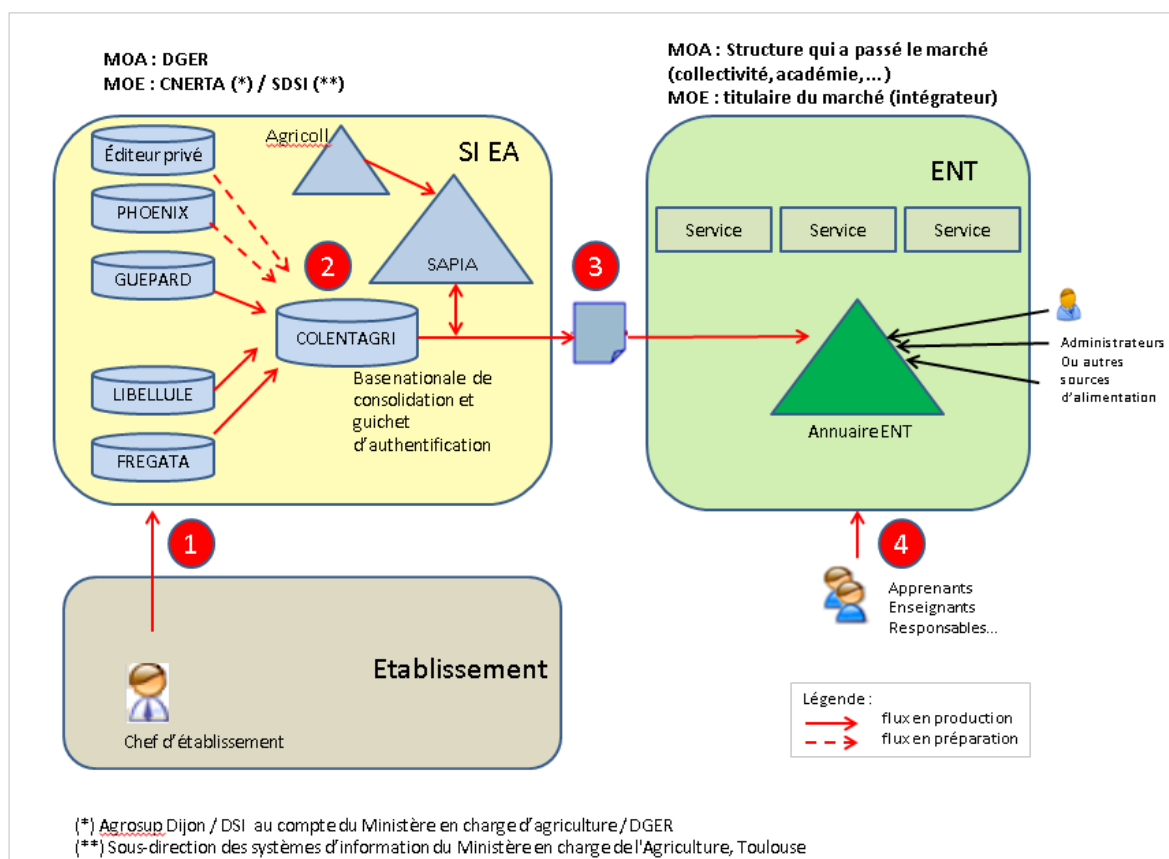 MOA : DGER
MOE : CNERTA (*) / SDSI (**)
MOA : Structure qui a passé le marché
(collectivité, académie, ...)
MOE : titulaire du marché (intégrateur)
Éditeur privé
PHOENIX
GUEPARD
LIBELLULE
FREGATA
Agricoll
SI EA
SAPIA
2
COLENTAGRI
Base nationale de
consolidation et
guichet
d'authentification
3
ENT
Service
Service
Service
Annuaire ENT
Administrateurs
Ou autres
sources
d'alimentation
1
4
Apprenants
Enseignants
Responsables...
Etablissement
Chef d'établissement
Légende :
flux en production
flux en préparation
(*) Agrosup Dijon / DSI au compte du Ministère en charge d'agriculture / DGER
(**) Sous-direction des systèmes d'information du Ministère en charge de l'Agriculture, Toulouse